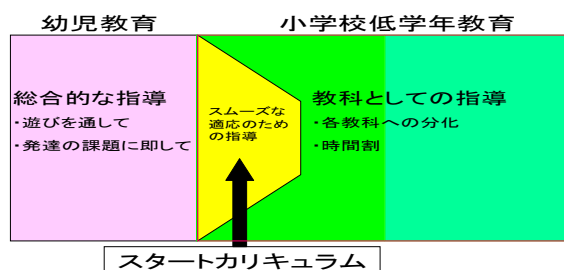 幼児教育
小学校低学年教育
総合的な指導
・遊びを通して
・発達の課題に即して
スムーズな
適応のため
の指導
教科としての指導
・各教科への分化
・時間割
スタートカリキュラム